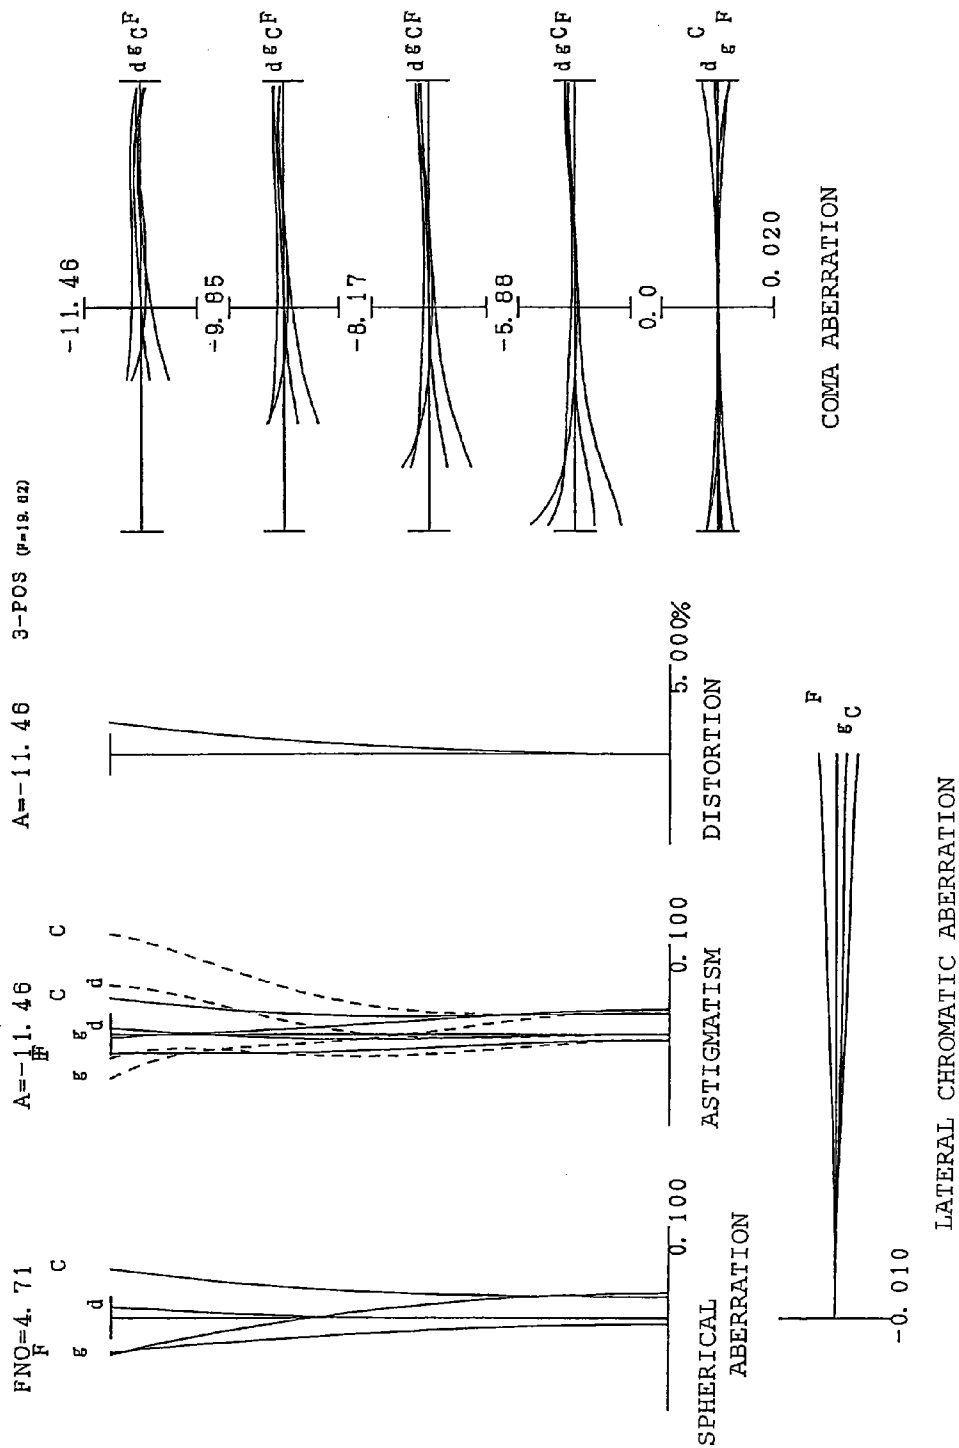 FNO=4. 71
F
g
d
C
0. 100
SPHERICAL
ABERRATION
A=-11. 46
F
g
g
d
d
C
C
0. 100
ASTIGMATISM
A=-11. 46
5. 000%
DISTORTION
3-POS (F=19. 82)
-11. 46
d g C F
-9. 85
d g C F
-8. 17
d g C F
-5. 88
d g C F
0. 0
d g C F
0. 020
COMA ABERRATION
F
g C
-0. 010
LATERAL CHROMATIC ABERRATION